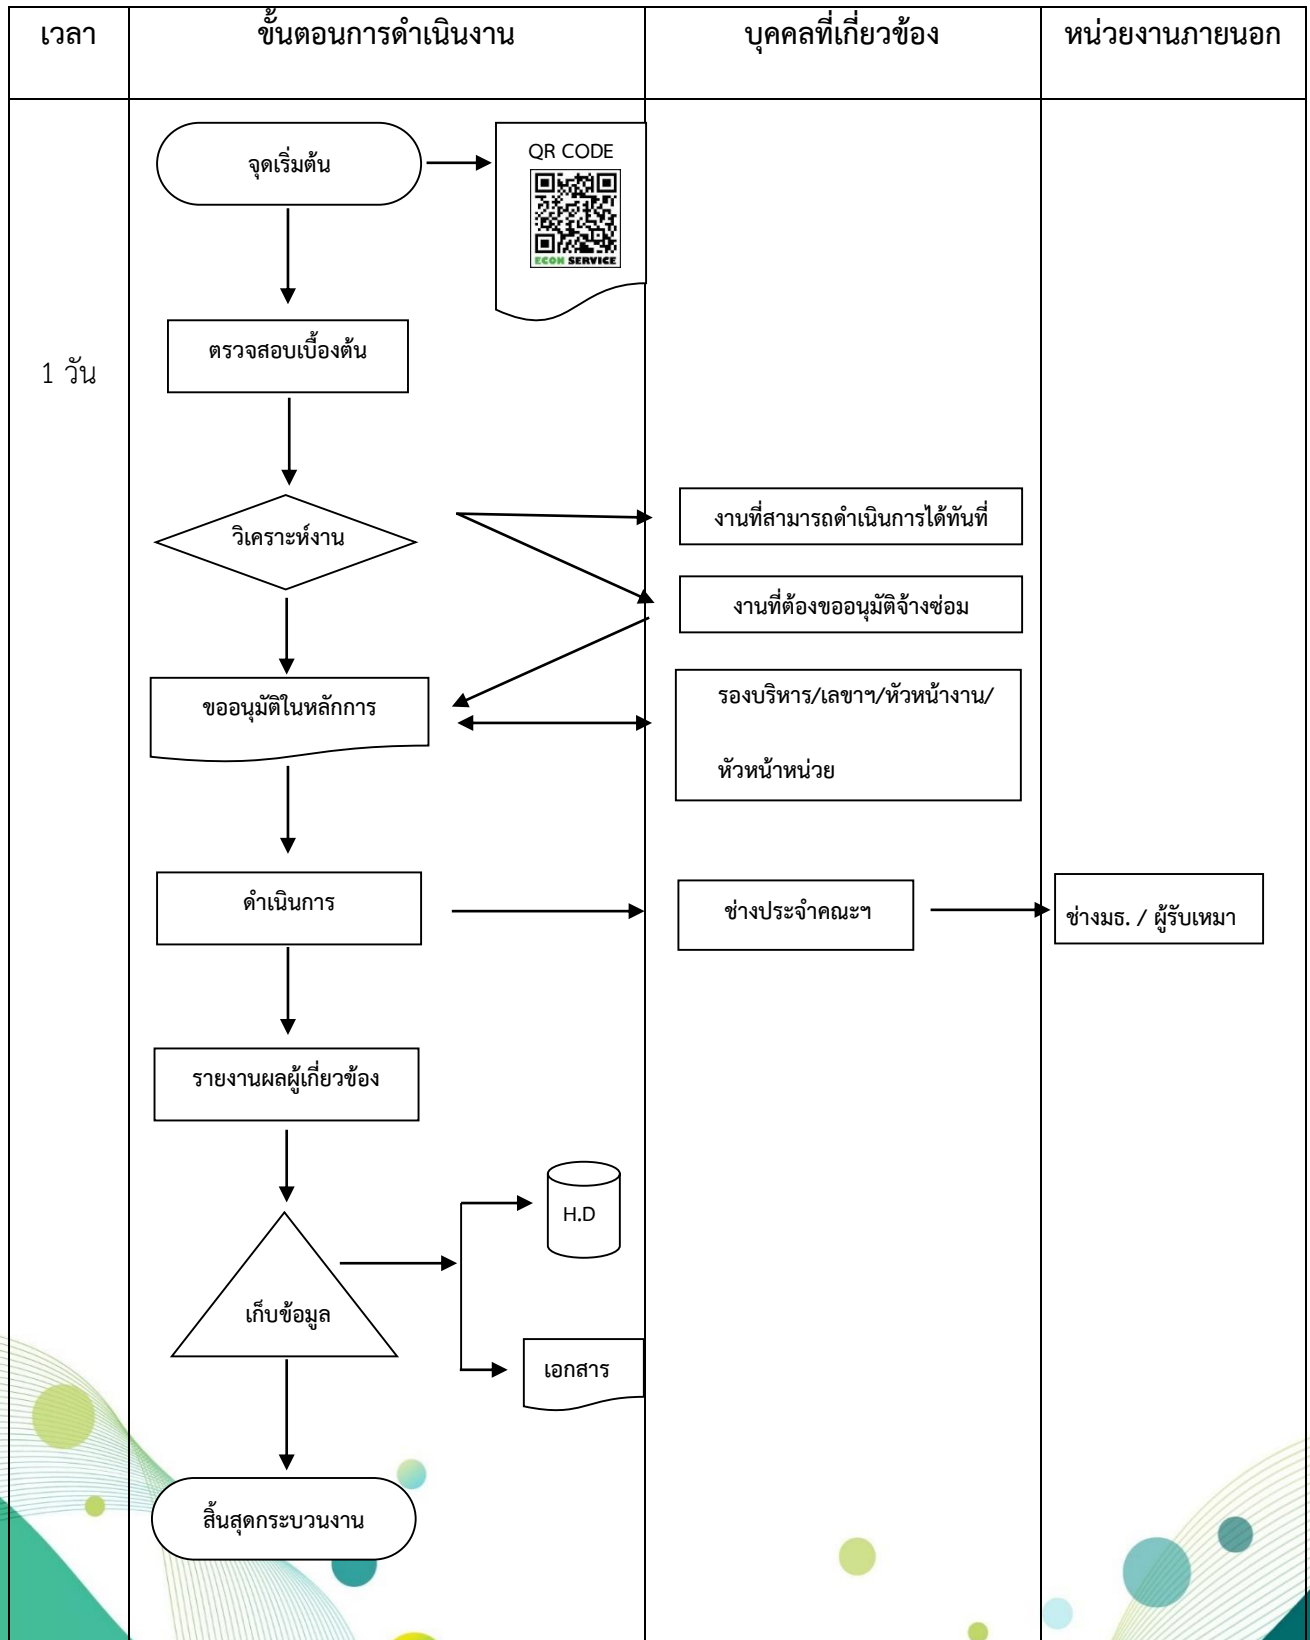 เวลา
ขั้นตอนการดำเนินงาน
บุคคลที่เกี่ยวข้อง
หน่วยงานภายนอก
จุดเริ่มต้น
QR CODE
ECON SERVICE
ตรวจสอบเบื้องต้น
1 วัน
วิเคราะห์งาน
งานที่สามารถดำเนินการได้ทันที่
งานที่ต้องขออนุมัติจ้างซ่อม
ขออนุมัติในหลักการ
รองบริหาร/เลขาฯ/หัวหน้างาน/
หัวหน้าหน่วย
ดำเนินการ
ช่างประจำคณะฯ
ช่างมธ. / ผู้รับเหมา
รายงานผลผู้เกี่ยวข้อง
H.D
เก็บข้อมูล
เอกสาร
สิ้นสุดกระบวนงาน